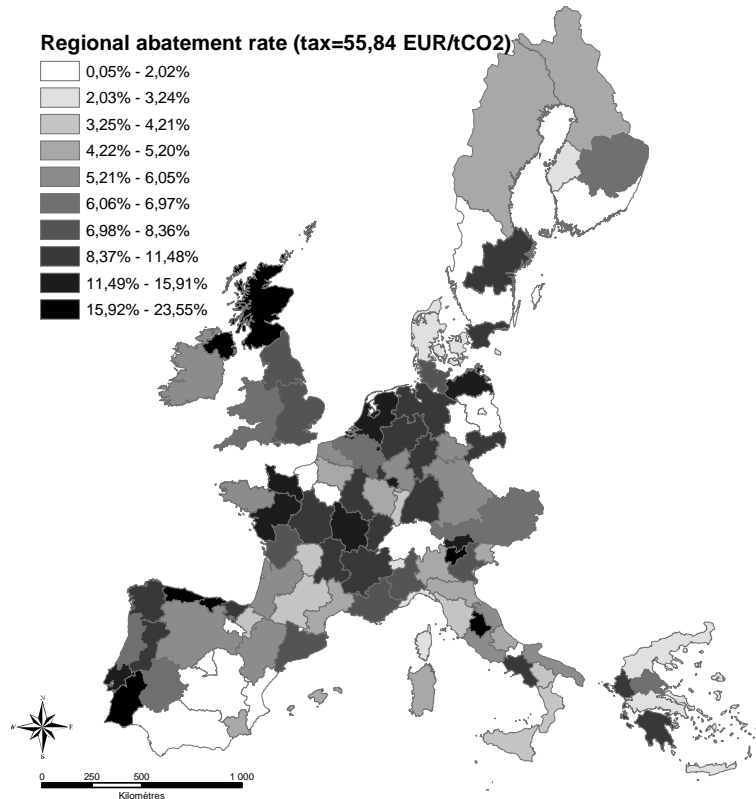 Regional abatement rate (tax=55,84 EUR/tCO2)
0,05% - 2,02%
2,03% - 3,24%
3,25% - 4,21%
4,22% - 5,20%
5,21% - 6,05%
6,06% - 6,97%
6,98% - 8,36%
8,37% - 11,48%
11,49% - 15,91%
15,92% - 23,55%
N
W E
S
0 250 500 1 000
Kilomètres